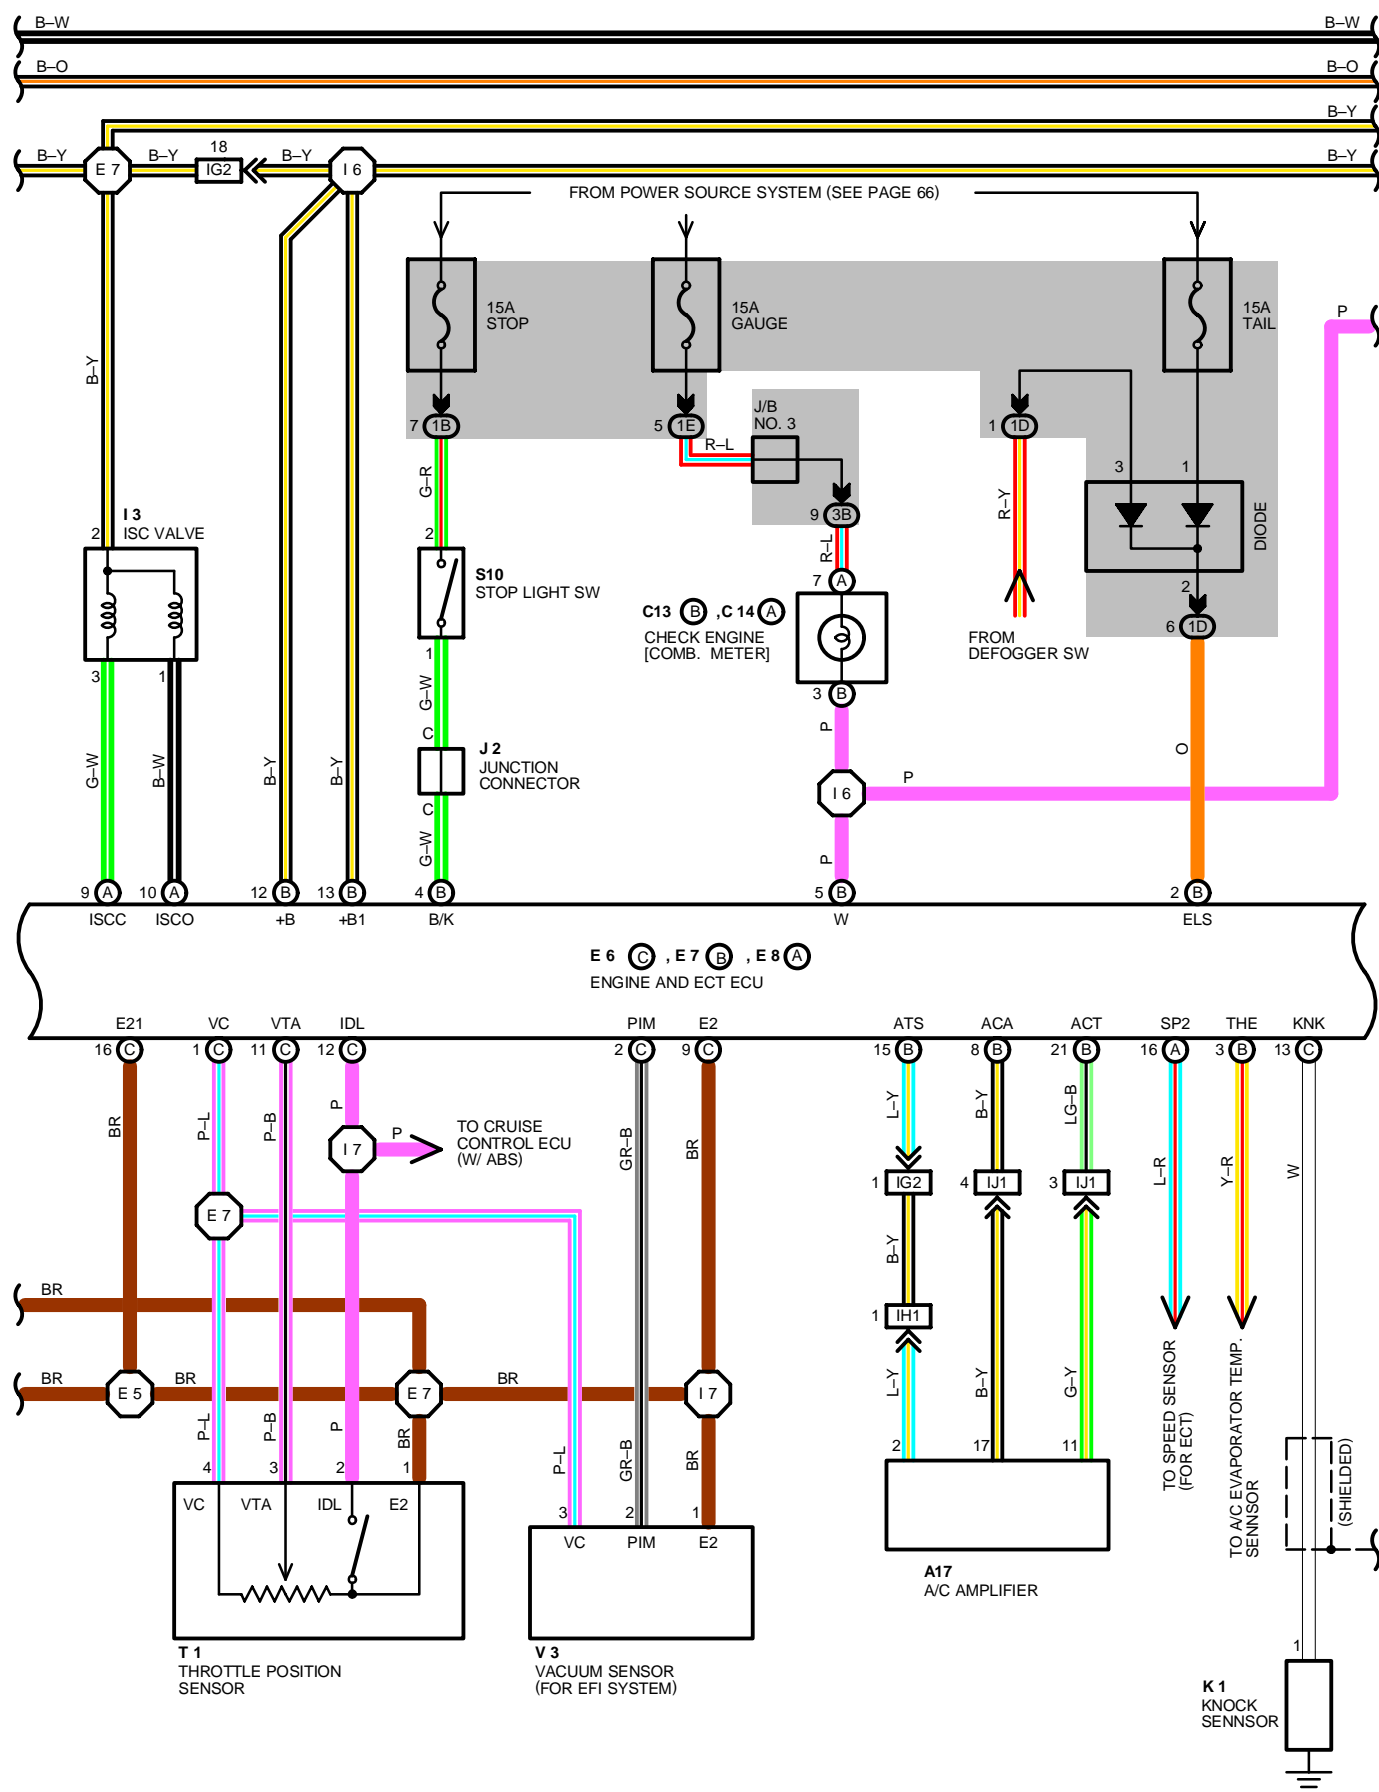 B–W B–W
B–O B–O
B–Y
B–Y B–Y 18 B–Y B–Y
E 7 IG2 I 6
FROM POWER SOURCE SYSTEM (SEE PAGE 66)
15A
STOP
15A
GAUGE
15A
TAIL
P
B–Y
7 1B
5 1E
R–L
J/B
NO. 3
1 1D
G–R
3 1
9 3B
R–Y
DIODE
I 3
ISC VALVE
2
2
R–L
S10
STOP LIGHT SW
7 A
C13 B , C 14 A
CHECK ENGINE
[COMB. METER]
2
6 1D
FROM
DEFOGGER SW
3 1
1
3 B
G–W
P
C
J 2
JUNCTION
CONNECTOR
O
G–W B–W B–Y B–Y
I 6
P
C
G–W
P
9 A 10 A 12 B 13 B 4 B 5 B 2 B
ISCC ISCO +B +B1 B/K W ELS
E 6 C , E 7 B , E 8 A
ENGINE AND ECT ECU
E21 VC VTA IDL PIM E2 ATS ACA ACT SP2 THE KNK
16 C 1 C 11 C 12 C 2 C 9 C 15 B 8 B 21 B 16 A 3 B 13 C
BR P–L P–B P GR–B BR L–Y B–Y LG–B L–R Y–R W
I 7
P
TO CRUISE
CONTROL ECU
(W/ ABS)
1 IG2 4 IJ1 3 IJ1
E 7
B–Y
BR
1 IH1
BR E 5 BR E 7 BR I 7
L–Y B–Y G–Y
TO SPEED SENSOR
(FOR ECT)
TO A/C EVAPORATOR TEMP.
SENNSOR
P–L P–B P BR
P–L GR–B BR
4 3 2 1
2 17 11
(SHIELDED)
VC VTA IDL E2
3 2 1
VC PIM E2
A17
A/C AMPLIFIER
T 1
THROTTLE POSITION
SENSOR
V 3
VACUUM SENSOR
(FOR EFI SYSTEM)
1
K 1
KNOCK
SENNSOR